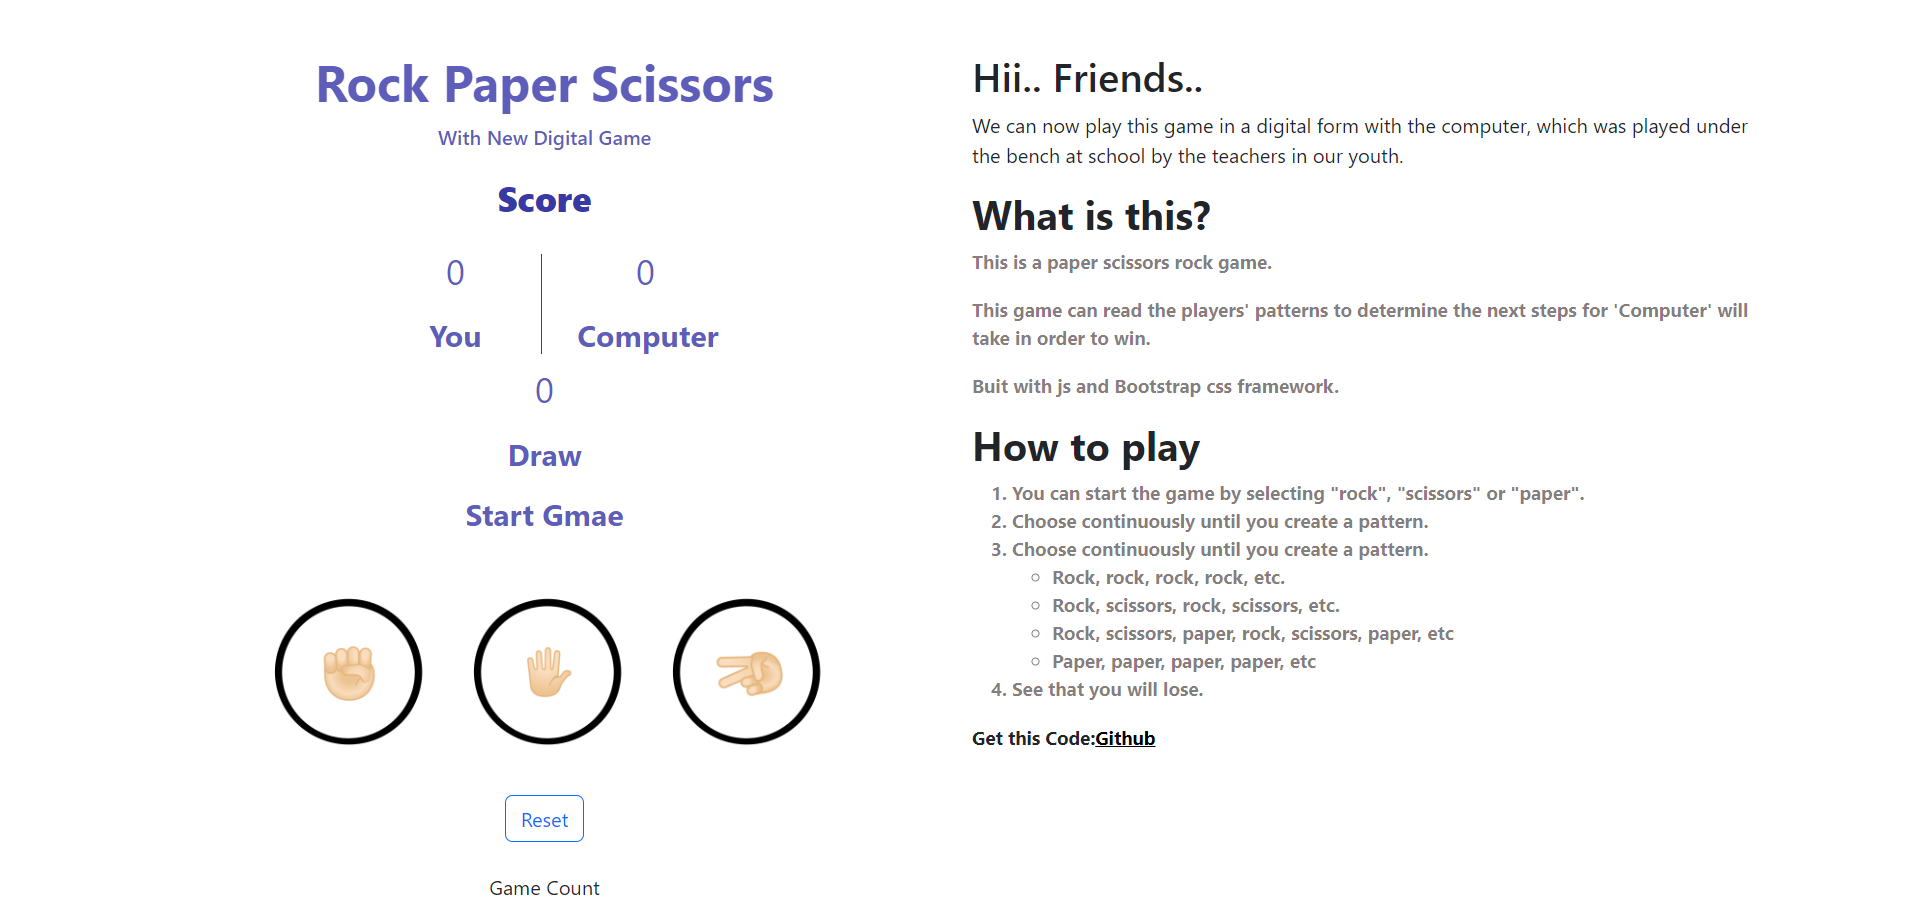 Rock Paper Scissors
With New Digital Game
Score
0
0
You
Computer
0
Draw
Start Gmae
Reset
Game Count
Hii.. Friends..
We can now play this game in a digital form with the computer, which was played under
the bench at school by the teachers in our youth.
What is this?
This is a paper scissors rock game.
This game can read the players' patterns to determine the next steps for 'Computer' will
take in order to win.
Buit with js and Bootstrap css framework.
How to play
1. You can start the game by selecting "rock", "scissors" or "paper".
2. Choose continuously until you create a pattern.
3. Choose continuously until you create a pattern.
○ Rock, rock, rock, rock, etc.
○ Rock, scissors, rock, scissors, etc.
○ Rock, scissors, paper, rock, scissors, paper, etc
○ Paper, paper, paper, paper, etc
4. See that you will lose.
Get this Code:Github